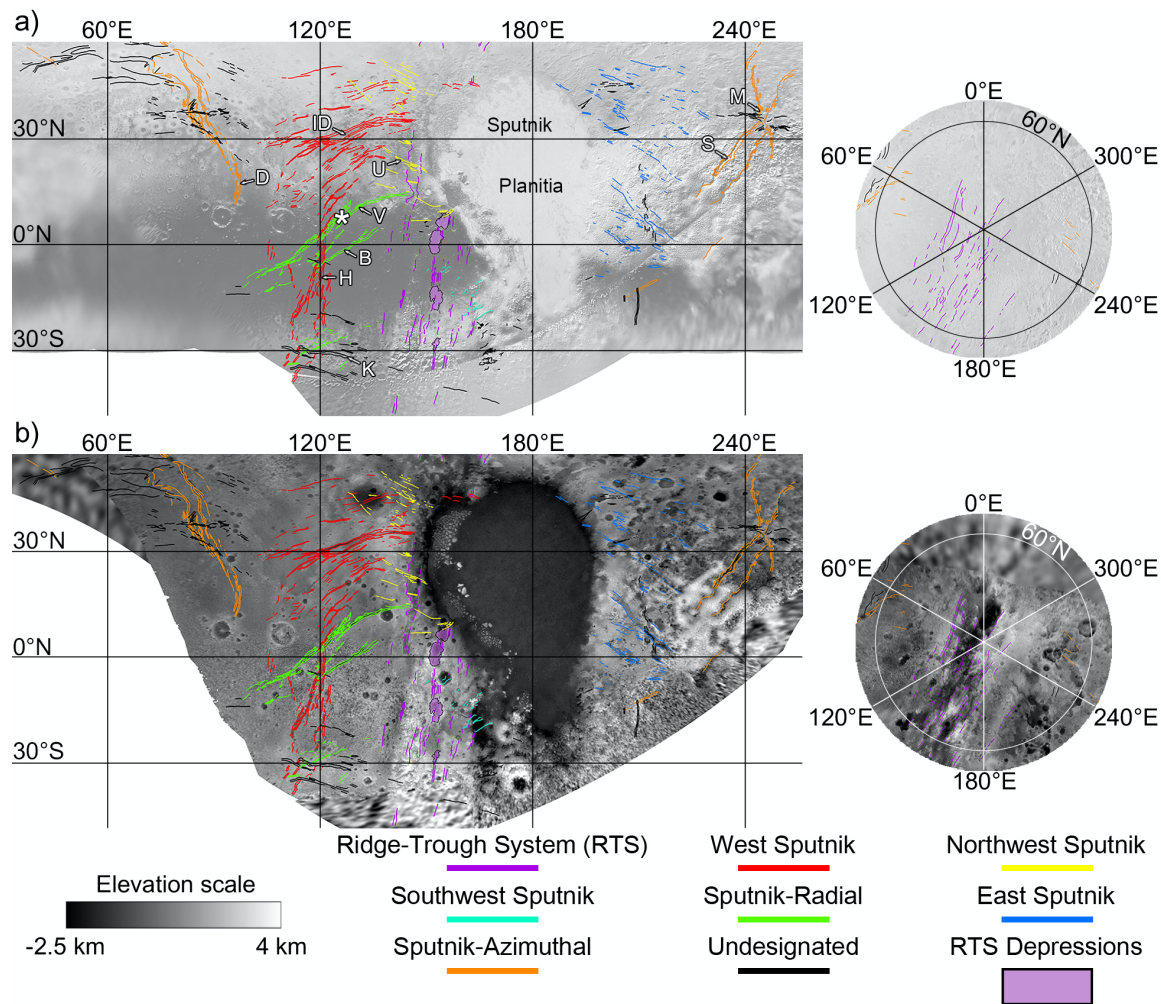 a)
60°E 120°E 180°E 240°E
30°N
0°N
30°S
ID
D
U
V
B
H
K
*
Sputnik
Planitia
M
S
0°E
60°N
60°E
300°E
120°E
240°E
180°E
b)
60°E 120°E 180°E 240°E
30°N
0°N
30°S
0°E
60°N
60°E
300°E
120°E
240°E
180°E
Elevation scale
-2.5 km 4 km
Ridge-Trough System (RTS)
West Sputnik
Northwest Sputnik
Southwest Sputnik
Sputnik-Radial
East Sputnik
Sputnik-Azimuthal
Undesignated
RTS Depressions